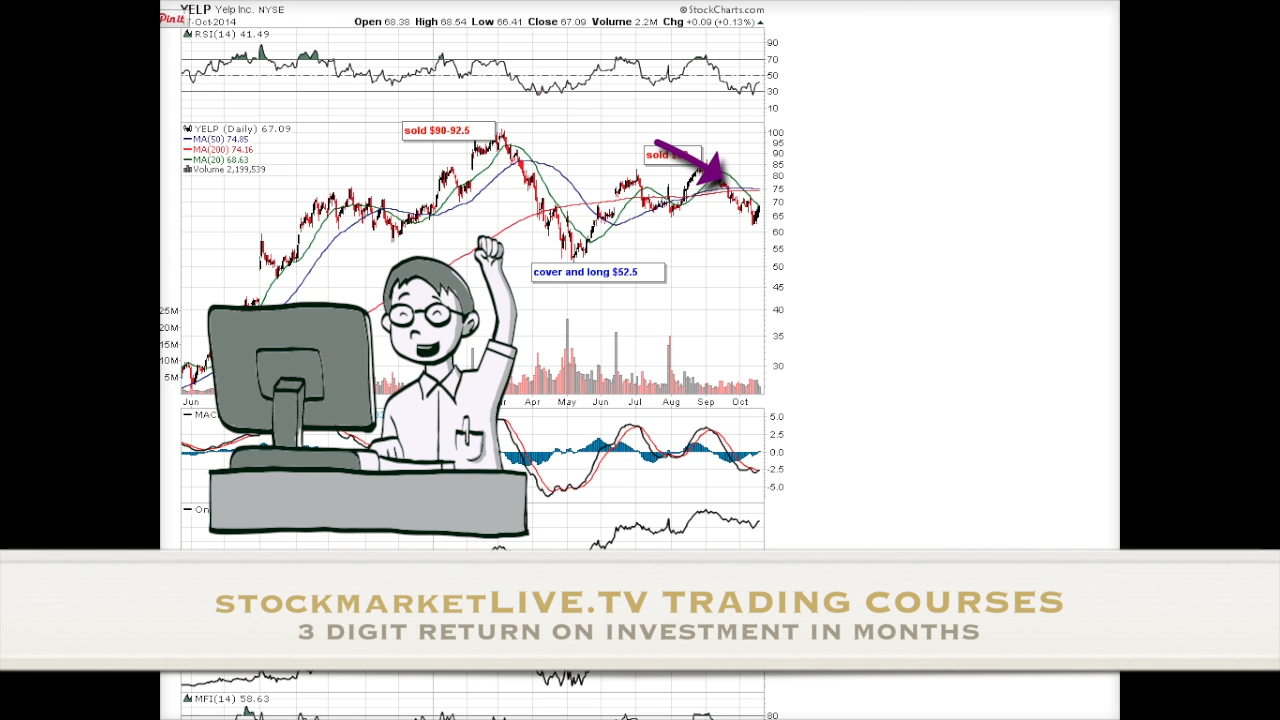 YELP Yelp Inc. NYSE
© StockCharts.com
Pin it
-Oct-2014
Open 68.38 High 68.54 Low 66.41 Close 67.09 Volume 2.2M Chg +0.09 (+0.13%)
RSI(14) 41.49
90
70
50
30
10
YELP (Daily) 67.09
MA(50) 74.85
MA(200) 74.16
MA(20) 68.63
Volume 2,199,539
sold $90-92.5
sold
cover and long $52.5
100
95
90
85
80
75
70
65
60
55
50
45
40
35
30
25M
20M
15M
10M
5M
Jun
Apr May Jun Jul Aug Sep Oct
MAC
5.0
2.5
0.0
-2.5
-5.0
On
STOCKMARKETLIVE.TV TRADING COURSES
3 DIGIT RETURN ON INVESTMENT IN MONTHS
MFI(14) 58.63
80